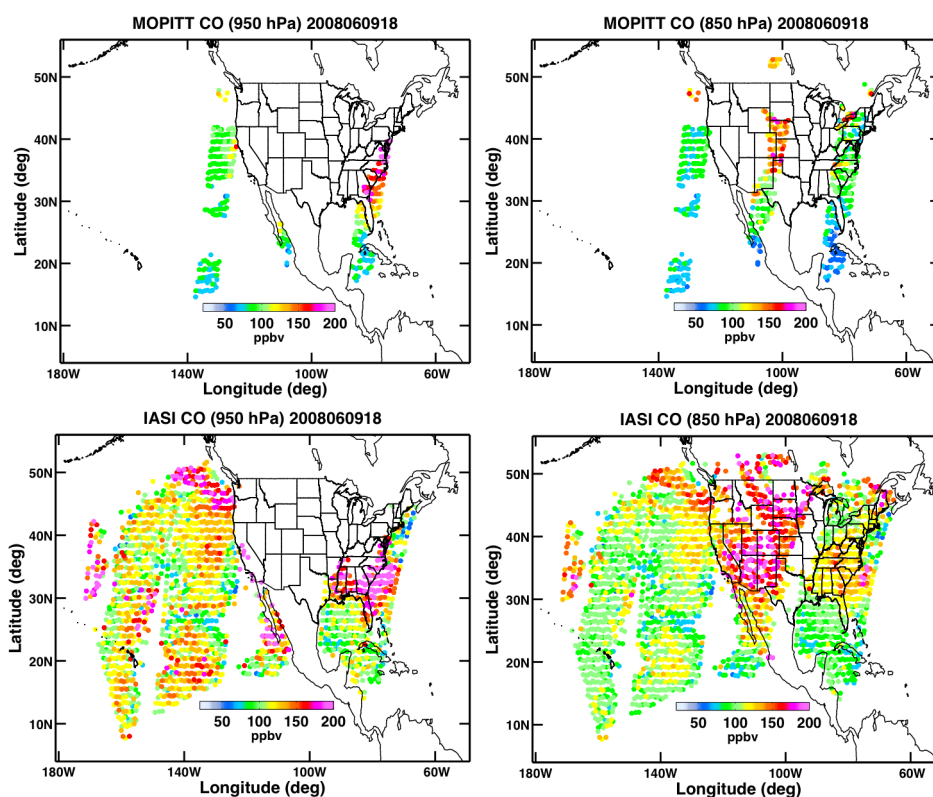 MOPITT CO (950 hPa) 2008060918
Latitude (deg)
50N
40N
30N
20N
10N
50 100 150 200
ppbv
180W 140W 100W 60W
Longitude (deg)
MOPITT CO (850 hPa) 2008060918
Latitude (deg)
50N
40N
30N
20N
10N
50 100 150 200
ppbv
180W 140W 100W 60W
Longitude (deg)
IASI CO (950 hPa) 2008060918
Latitude (deg)
50N
40N
30N
20N
10N
50 100 150 200
ppbv
180W 140W 100W 60W
Longitude (deg)
IASI CO (850 hPa) 2008060918
Latitude (deg)
50N
40N
30N
20N
10N
50 100 150 200
ppbv
180W 140W 100W 60W
Longitude (deg)